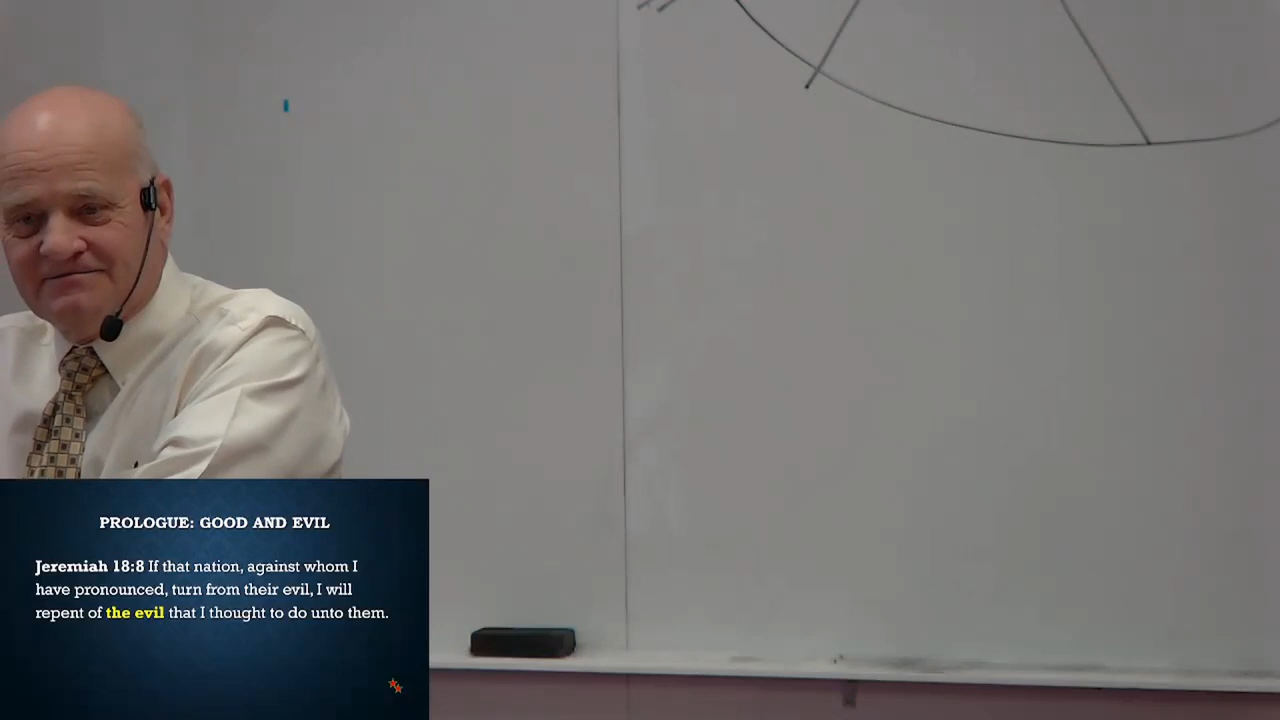 PROLOGUE: GOOD AND EVIL
Jeremiah 18:8 If that nation, against whom I
have pronounced, turn from their evil, I will
repent of the evil that I thought to do unto them.